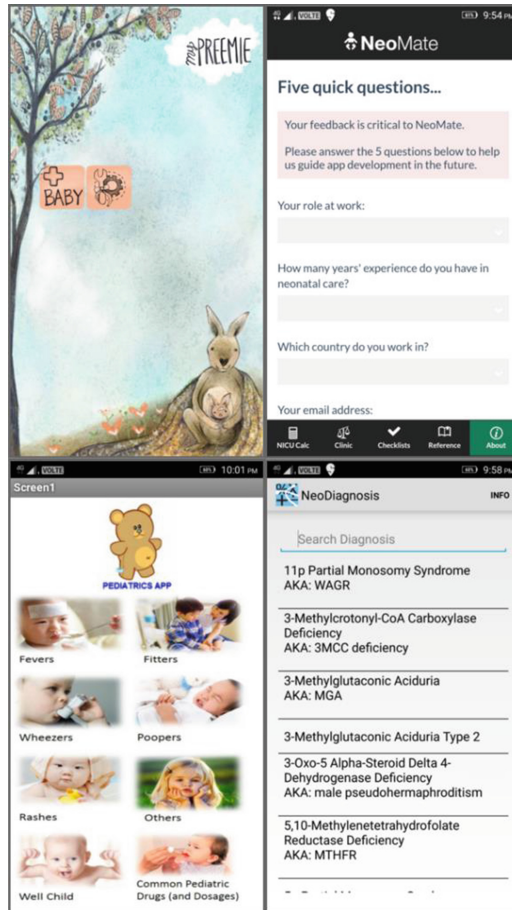 my PREEMIE
BABY
4G VOLTE 9:54 PM
NeoMate
Five quick questions...
Your feedback is critical to NeoMate.
Please answer the 5 questions below to help
us guide app development in the future.
Your role at work:
How many years' experience do you have in
neonatal care?
Which country do you work in?
Your email address:
NICU Calc Clinic Checklists Reference About
VOLTE 10:01 PM
Screen1
PEDIATRICS APP
Fevers Fitters
Wheezers Poopers
Rashes Others
Well Child
Common Pediatric
Drugs (and Dosages)
VOLTE 9:58 PM
NeoDiagnosis INFO
Search Diagnosis
11p Partial Monosomy Syndrome
AKA: WAGR
3-Methylcrotonyl-CoA Carboxylase
Deficiency
AKA: 3MCC deficiency
3-Methylglutaconic Aciduria
AKA: MGA
3-Methylglutaconic Aciduria Type 2
3-Oxo-5 Alpha-Steroid Delta 4-
Dehydrogenase Deficiency
AKA: male pseudohermaphroditism
5,10-Methylenetetrahydrofolate
Reductase Deficiency
AKA: MTHFR